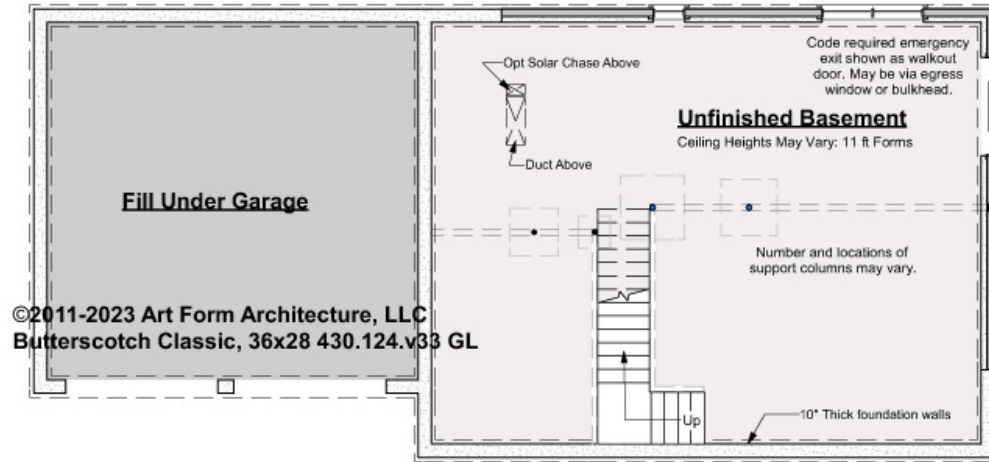 Code required emergency
exit shown as walkout
door. May be via egress
window or bulkhead.
Opt Solar Chase Above
Unfinished Basement
Ceiling Heights May Vary: 11 ft Forms
Duct Above
Fill Under Garage
Number and locations of
support columns may vary.
©2011-2023 Art Form Architecture, LLC
Butterscotch Classic, 36x28 430.124.v33 GL
Up
10" Thick foundation walls